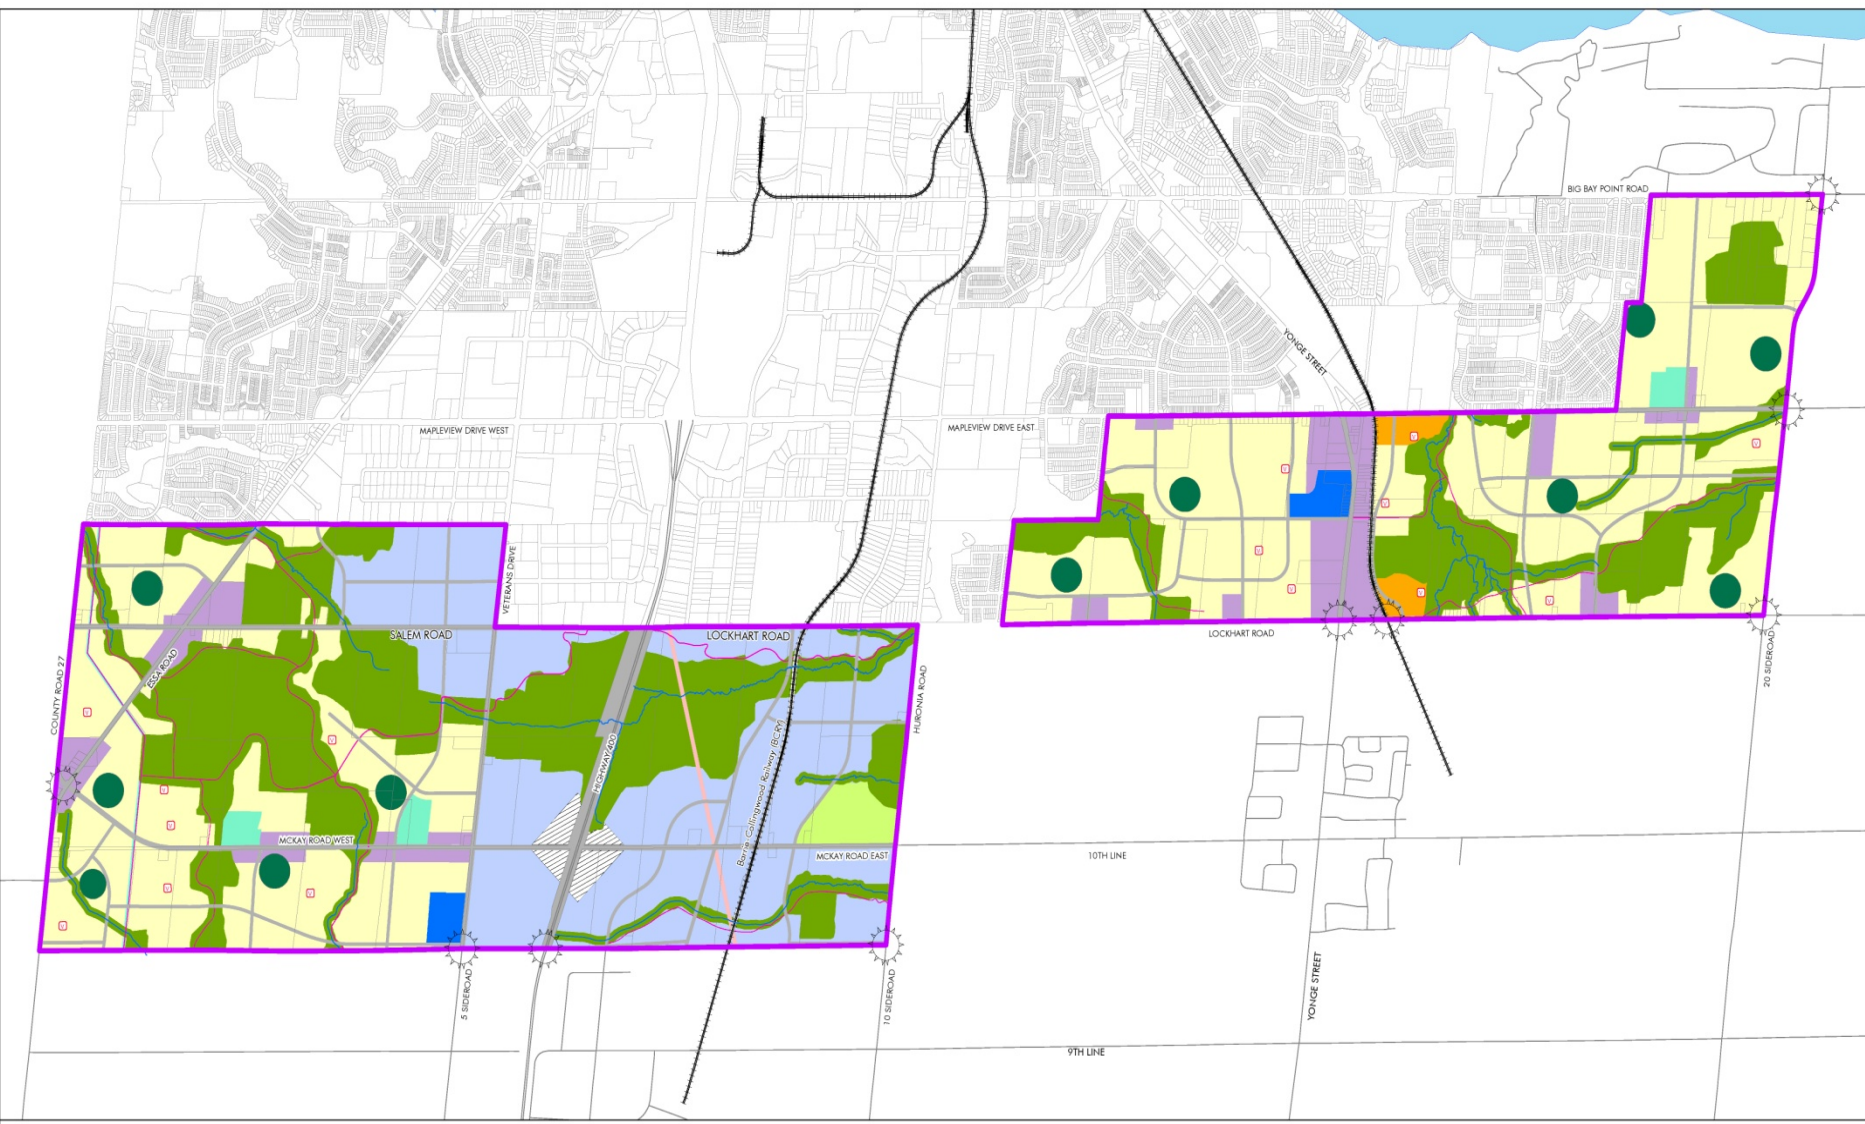 BIG BAY POINT ROAD
YONGE STREET
MAPLEVIEW DRIVE WEST
MAPLEVIEW DRIVE EAST
VETERANS DRIVE
SALEM ROAD
LOCKHART ROAD
LOCKHART ROAD
20 SIDEROAD
COUNTY ROAD 27
ESSA ROAD
HURONIA ROAD
HIGHWAY 400
Barrie Collingwood Railway (BCRY)
MCKAY ROAD WEST
MCKAY ROAD EAST
10TH LINE
5 SIDEROAD
10 SIDEROAD
YONGE STREET
9TH LINE